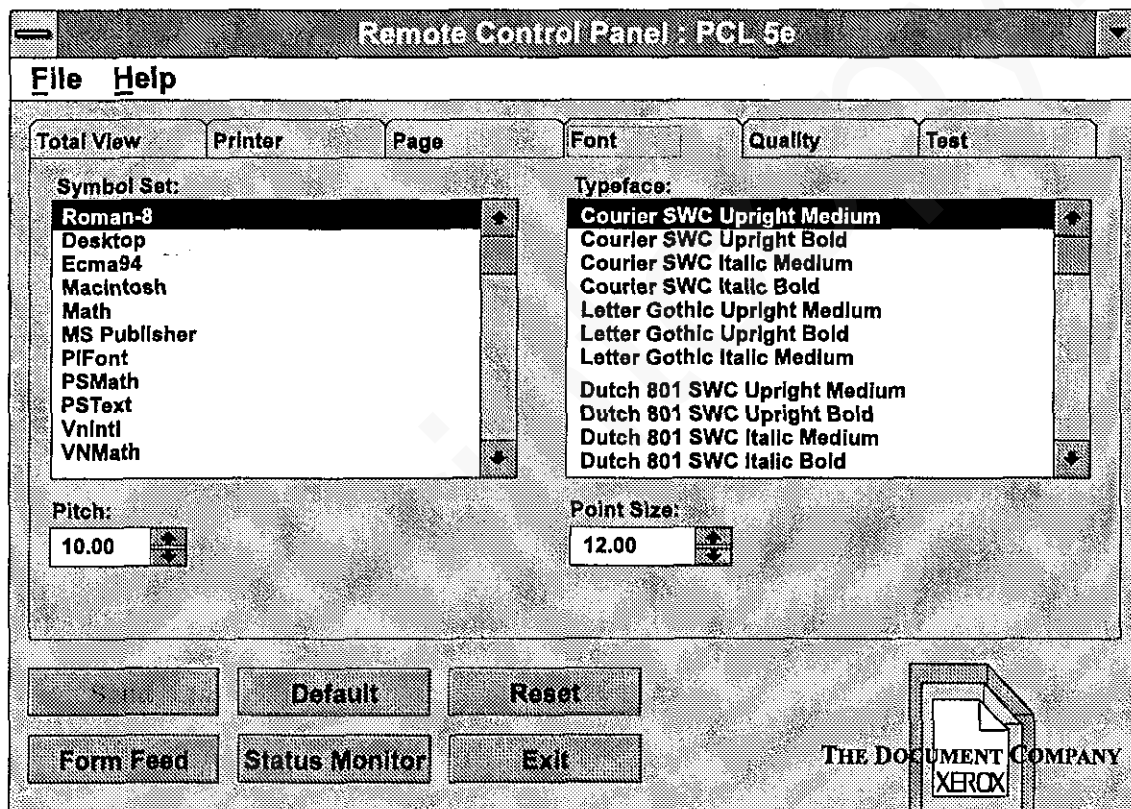 Remote Control Panel : PCL 5e
File Help
Total View Printer Page Font Quality Test
Symbol Set:
Roman-8
Desktop
Ecma94
Macintosh
Math
MS Publisher
PiFont
PSMath
PSText
VnIntl
VNMath
Typeface:
Courier SWC Upright Medium
Courier SWC Upright Bold
Courier SWC Italic Medium
Courier SWC Italic Bold
Letter Gothic Upright Medium
Letter Gothic Upright Bold
Letter Gothic Italic Medium
Dutch 801 SWC Upright Medium
Dutch 801 SWC Upright Bold
Dutch 801 SWC Italic Medium
Dutch 801 SWC Italic Bold
Pitch:
10.00
Point Size:
12.00
Default Reset
Form Feed Status Monitor Exit
THE DOCUMENT COMPANY
XEROX